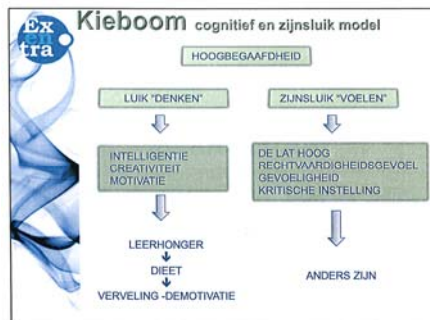 Ex
en
tra
Kieboom cognitief en zijnsluik model
HOOGBEGAAFDHEID
LUIK "DENKEN"
INTELLIGENTIE
CREATIVITEIT
MOTIVATIE
LEERHONGER
DIEET
VERVELING -DEMOTIVATIE
ZIJNSLUIK "VOELEN"
DE LAT HOOG
RECHTVAARDIGHEIDSGEVOEL
GEVOELIGHEID
KRITISCHE INSTELLING
ANDERS ZIJN